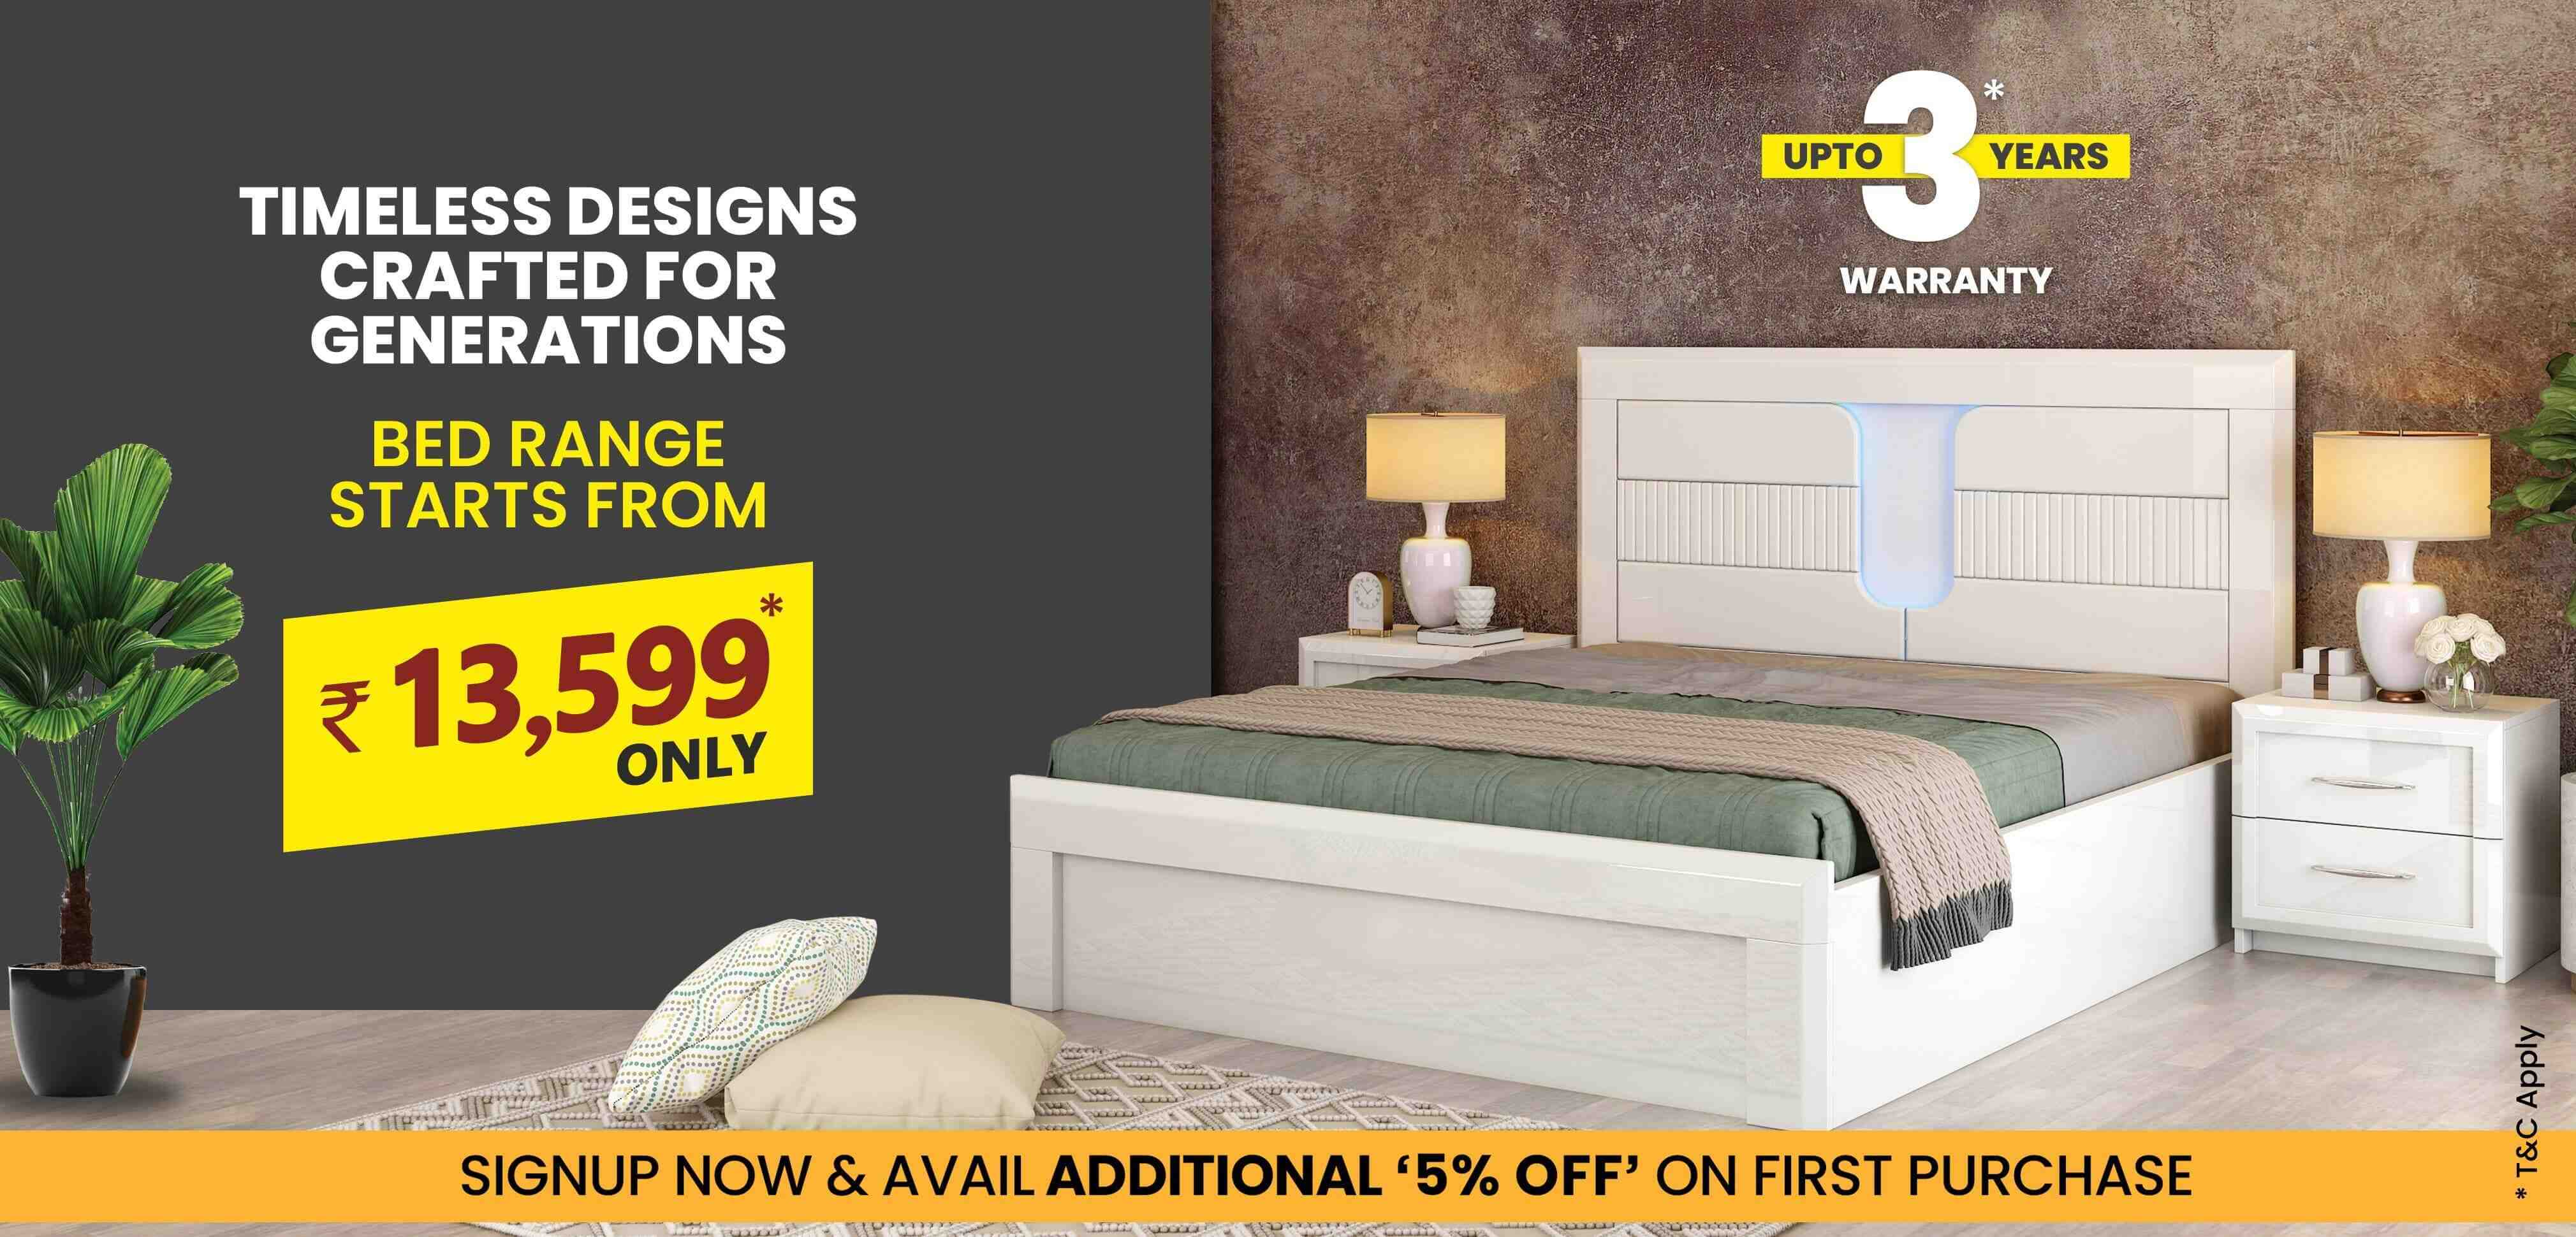 TIMELESS DESIGNS
CRAFTED FOR
GENERATIONS
BED RANGE
STARTS FROM
₹ 13,599*
ONLY
UPTO 3* YEARS
WARRANTY
SIGNUP NOW & AVAIL ADDITIONAL ‘5% OFF’ ON FIRST PURCHASE
* T&C Apply